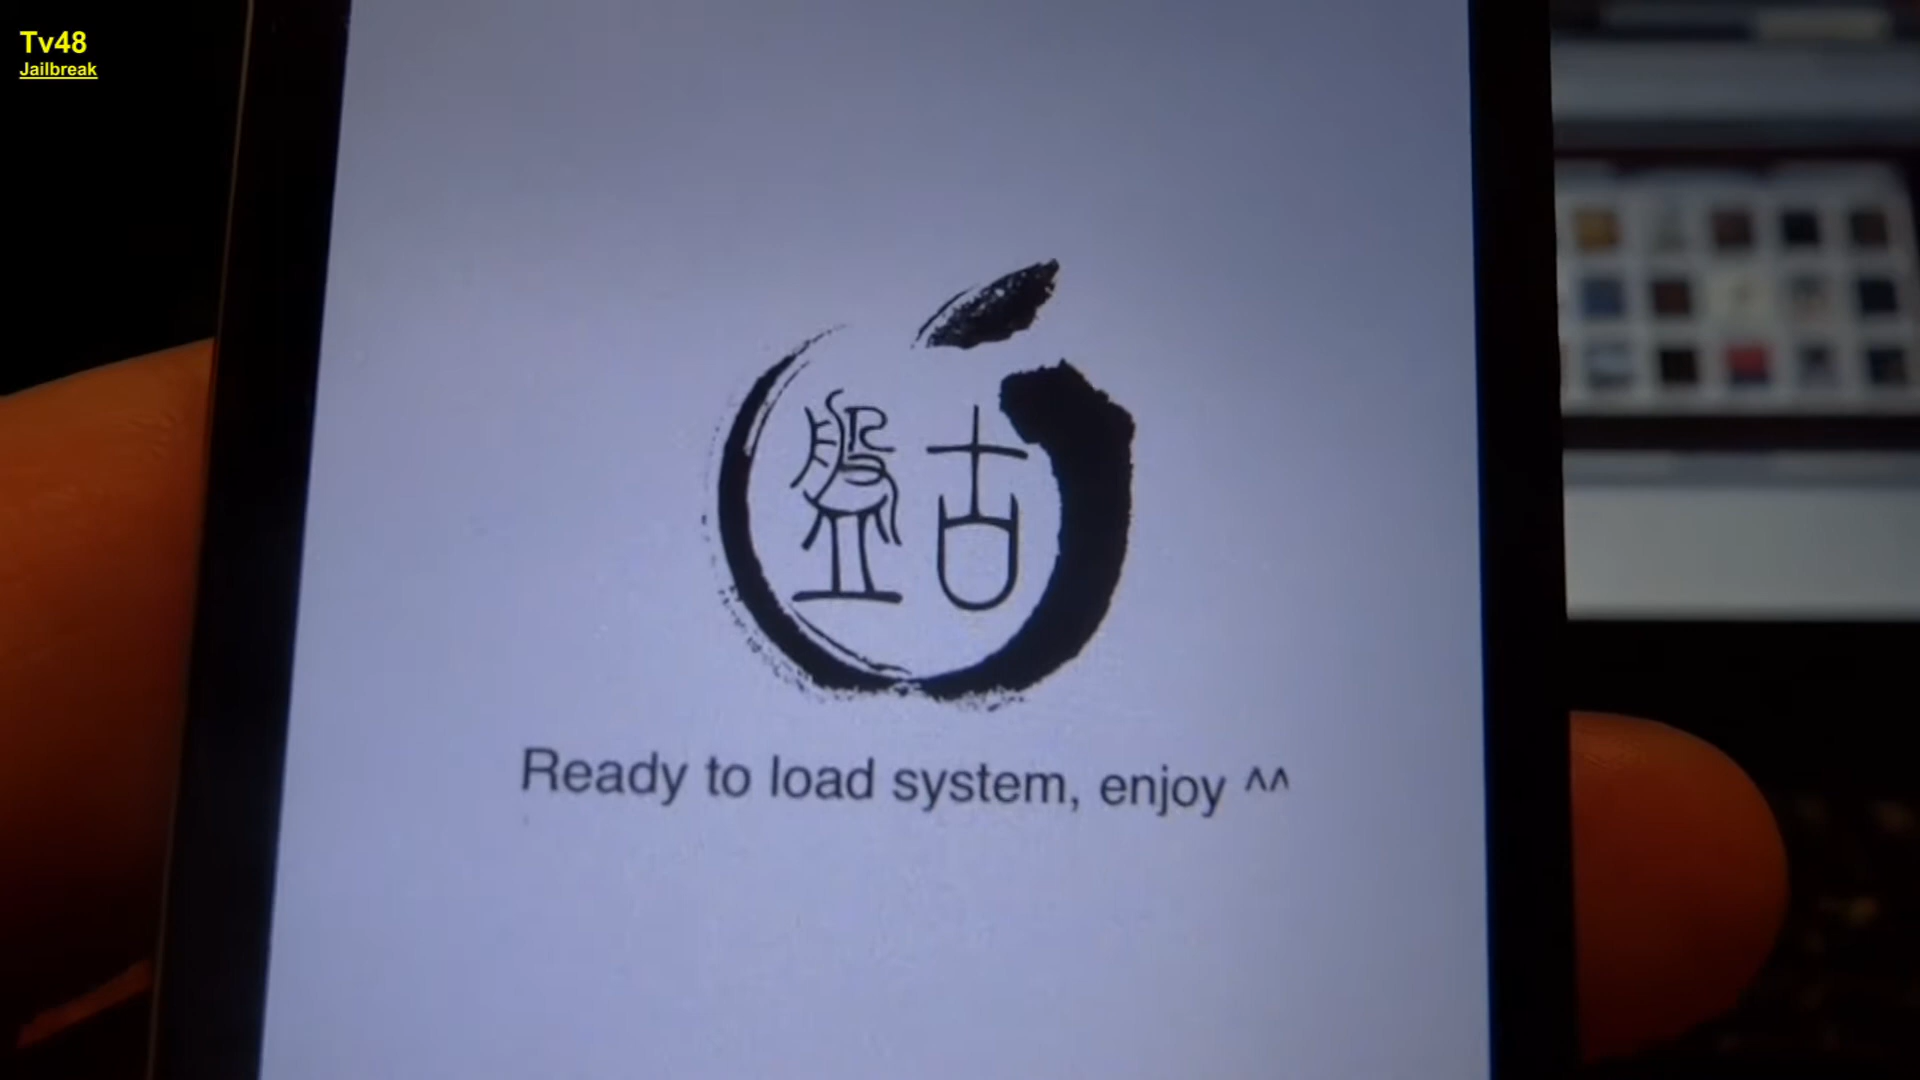 Tv48
Jailbreak
盤古
Ready to load system, enjoy ^^